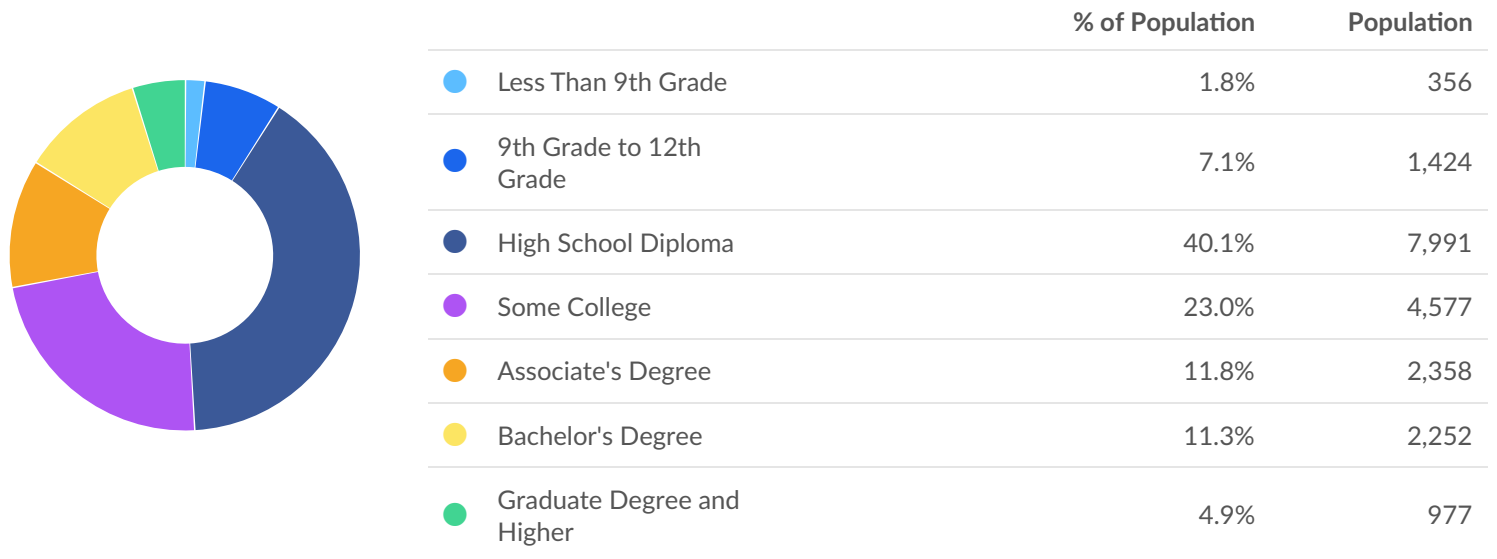 % of Population Population
Less Than 9th Grade 1.8% 356
9th Grade to 12th
Grade 7.1% 1,424
High School Diploma 40.1% 7,991
Some College 23.0% 4,577
Associate's Degree 11.8% 2,358
Bachelor's Degree 11.3% 2,252
Graduate Degree and
Higher 4.9% 977